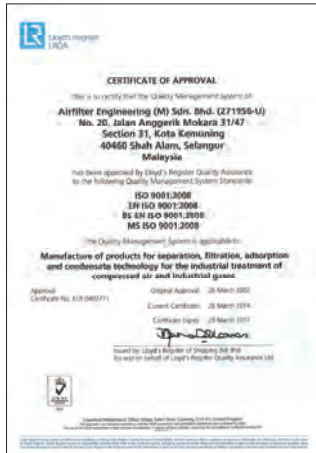 LR
Lloyd's Register
LRQA
CERTIFICATE OF APPROVAL
This is to certify that the Quality Management System of:
Airfilter Engineering (M) Sdn. Bhd. (271956-U)
No. 20, Jalan Anggerik Mokara 31/47
Section 31, Kota Kemuning
40460 Shah Alam, Selangor
Malaysia
has been approved by Lloyd's Register Quality Assurance
to the following Quality Management System Standards:
ISO 9001:2008
EN ISO 9001:2008
BS EN ISO 9001:2008
MS ISO 9001:2008
The Quality Management System is applicable to:
Manufacture of products for separation, filtration, adsorption
and condensate technology for the industrial treatment of
compressed air and industrial gases.
Approval
Certificate No:
Original Approval: 26 March 2002
Current Certificate: 26 March 2014
Certificate Expiry: March 2017
Issued by: Lloyd's Register of Shipping (M) Bhd
for and on behalf of Lloyd's Register Quality Assurance Ltd